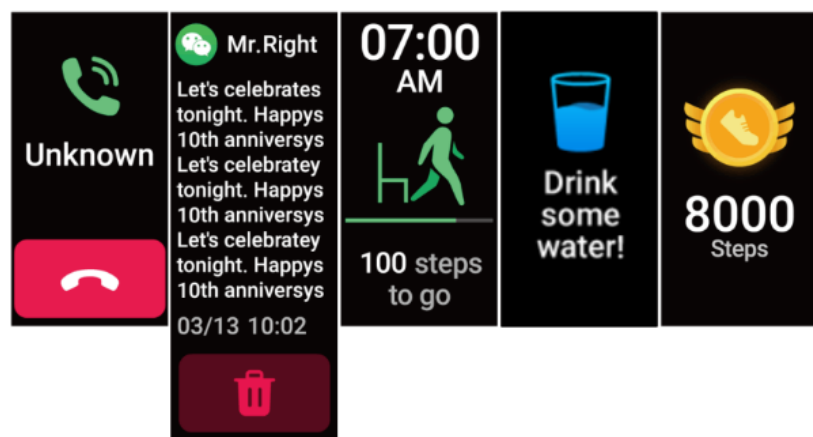 Unknown
Mr.Right
Let's celebrates
tonight. Happys
10th anniversys
Let's celebratey
tonight. Happys
10th anniversys
Let's celebratey
tonight. Happys
10th anniversys
03/13 10:02
07:00
AM
100 steps
to go
Drink
some
water!
8000
Steps